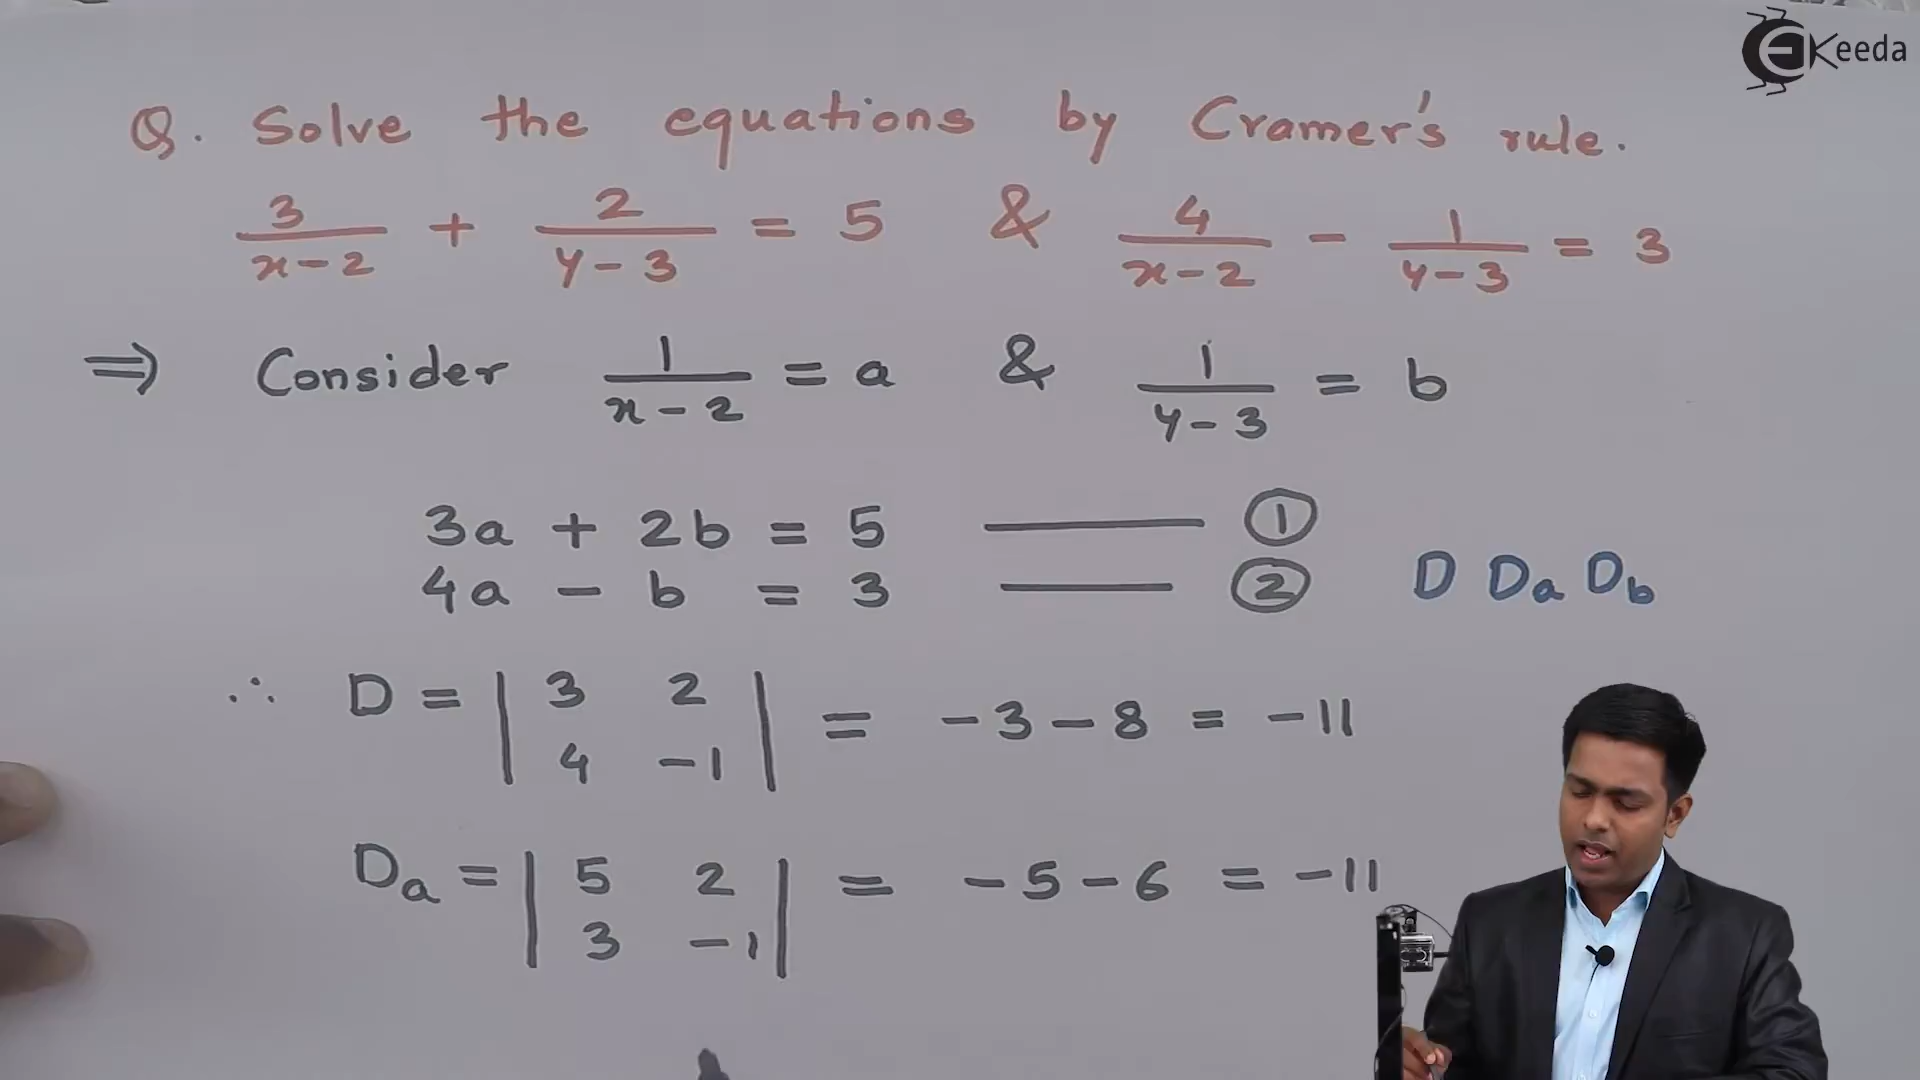 EKeeda
Q. Solve the equations by Cramer's rule.
3/(x-2) + 2/(y-3) = 5 & 4/(x-2) - 1/(y-3) = 3
⇒ Consider 1/(x-2) = a & 1/(y-3) = b
3a + 2b = 5 —— ①
4a - b = 3 —— ②
D Da Db
∴ D = | 3 2 | = -3-8 = -11
4 -1
Da = | 5 2 | = -5-6 = -11
3 -1